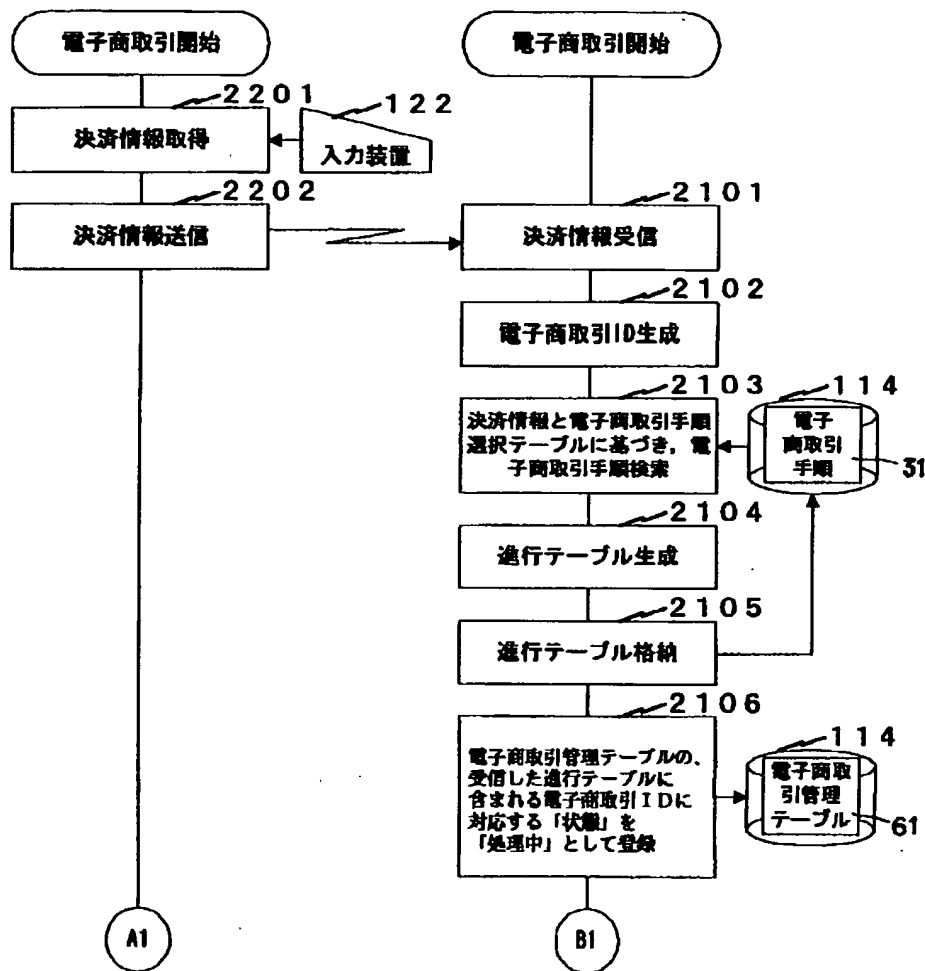 電子商取引開始
電子商取引開始
2201
122
決済情報取得
入力装置
2202
2101
決済情報送信
決済情報受信
2102
電子商取引ID生成
2103
114
決済情報と電子商取引手順
選択テーブルに基づき，電
子商取引手順検索
電子
商取引
手順
31
2104
進行テーブル生成
2105
進行テーブル格納
2106
114
電子商取引管理テーブルの、
受信した進行テーブルに
含まれる電子商取引ＩＤに
対応する「状態」を
「処理中」として登録
電子商取
引管理
テーブル
61
A1
B1